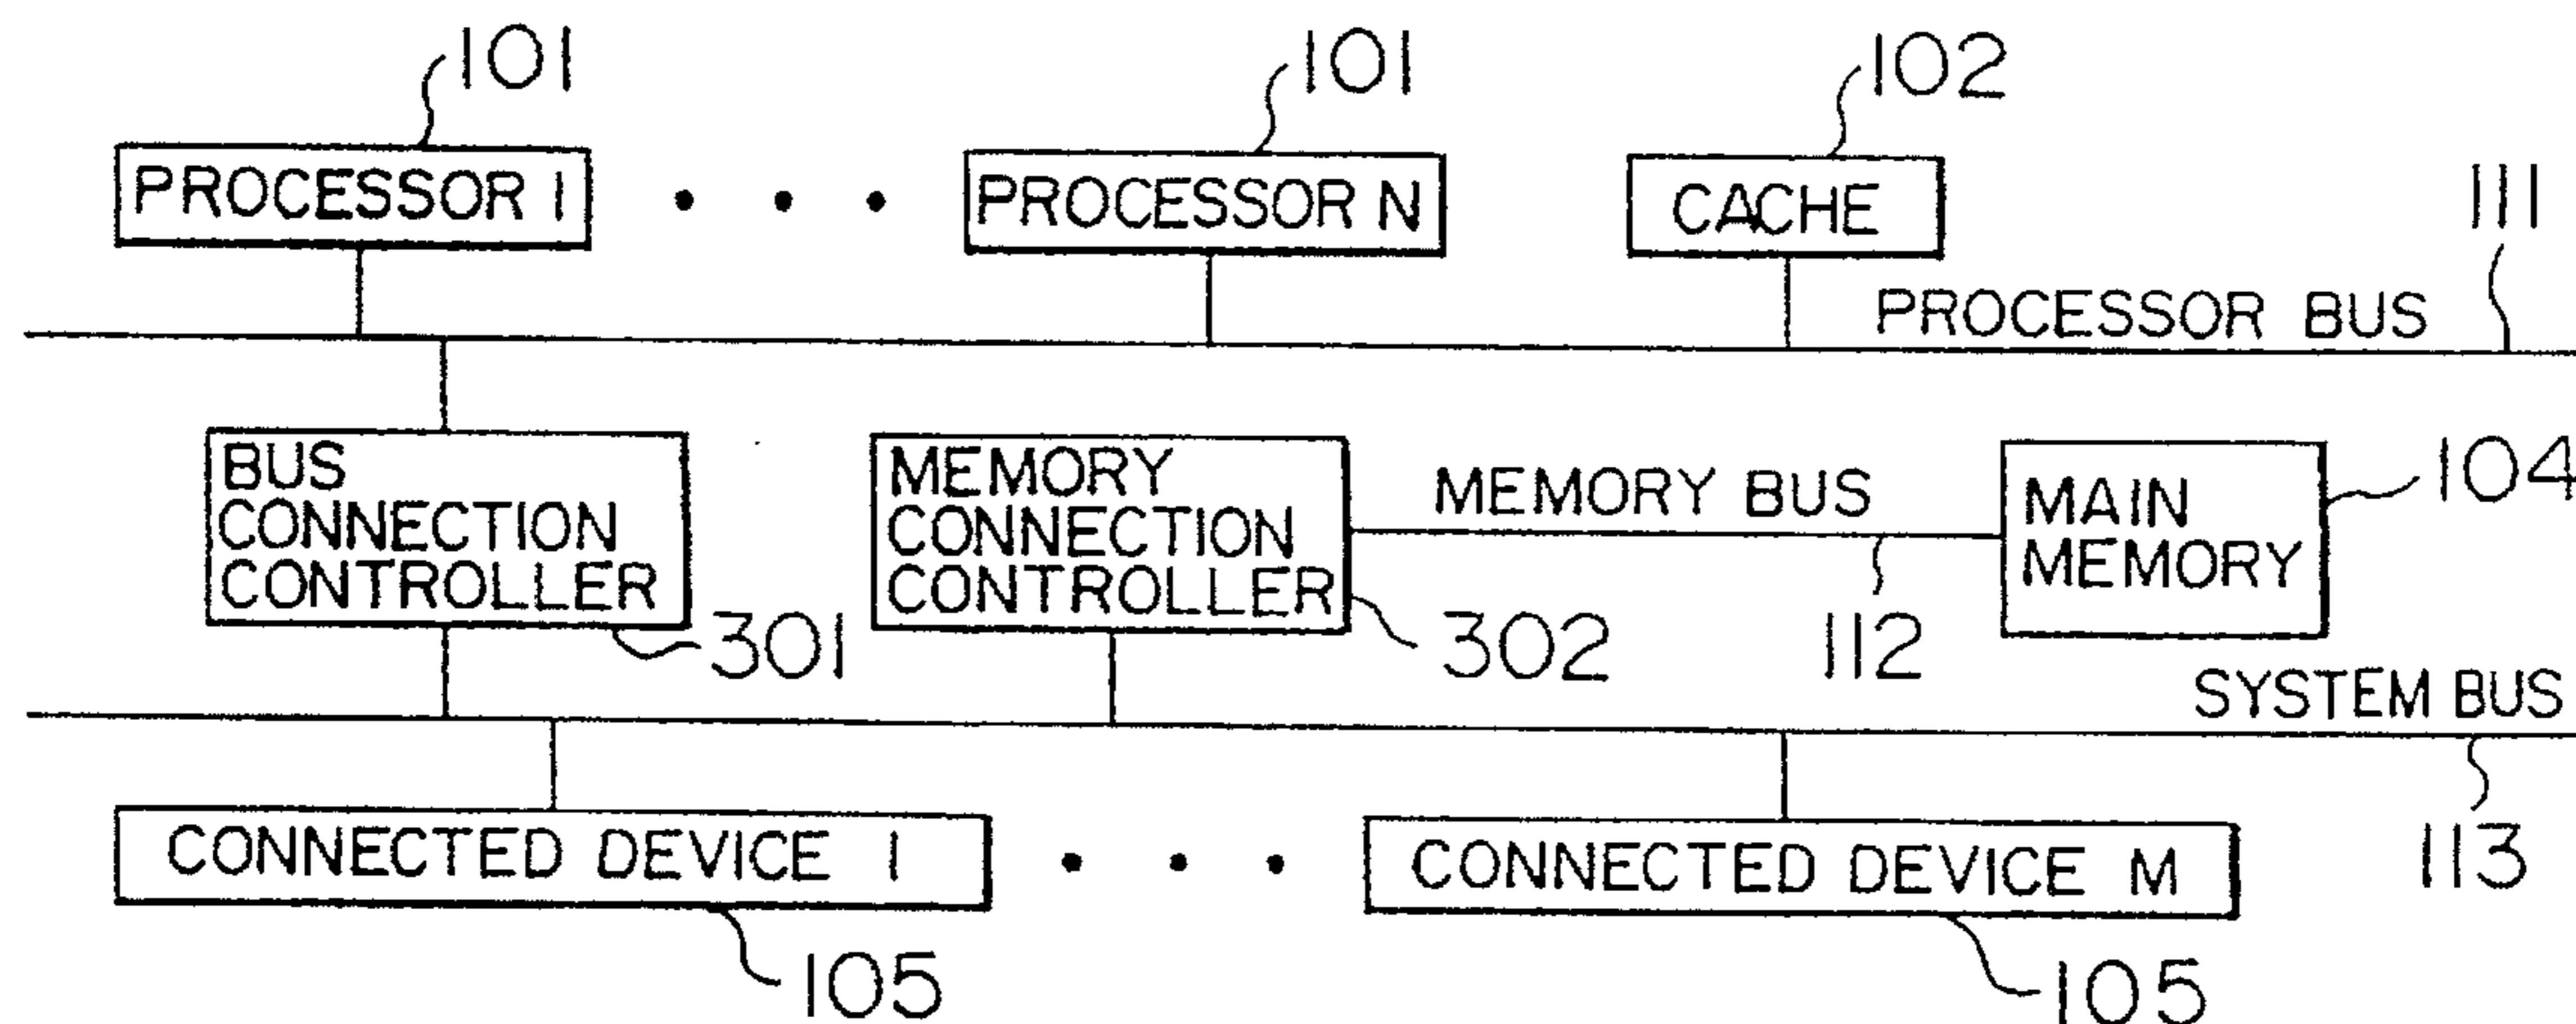 101
101
102
PROCESSOR 1
PROCESSOR N
CACHE
111
PROCESSOR BUS
BUS
CONNECTION
CONTROLLER
301
MEMORY
CONNECTION
CONTROLLER
302
MEMORY BUS
112
MAIN
MEMORY
104
SYSTEM BUS
113
CONNECTED DEVICE 1
CONNECTED DEVICE M
105
105